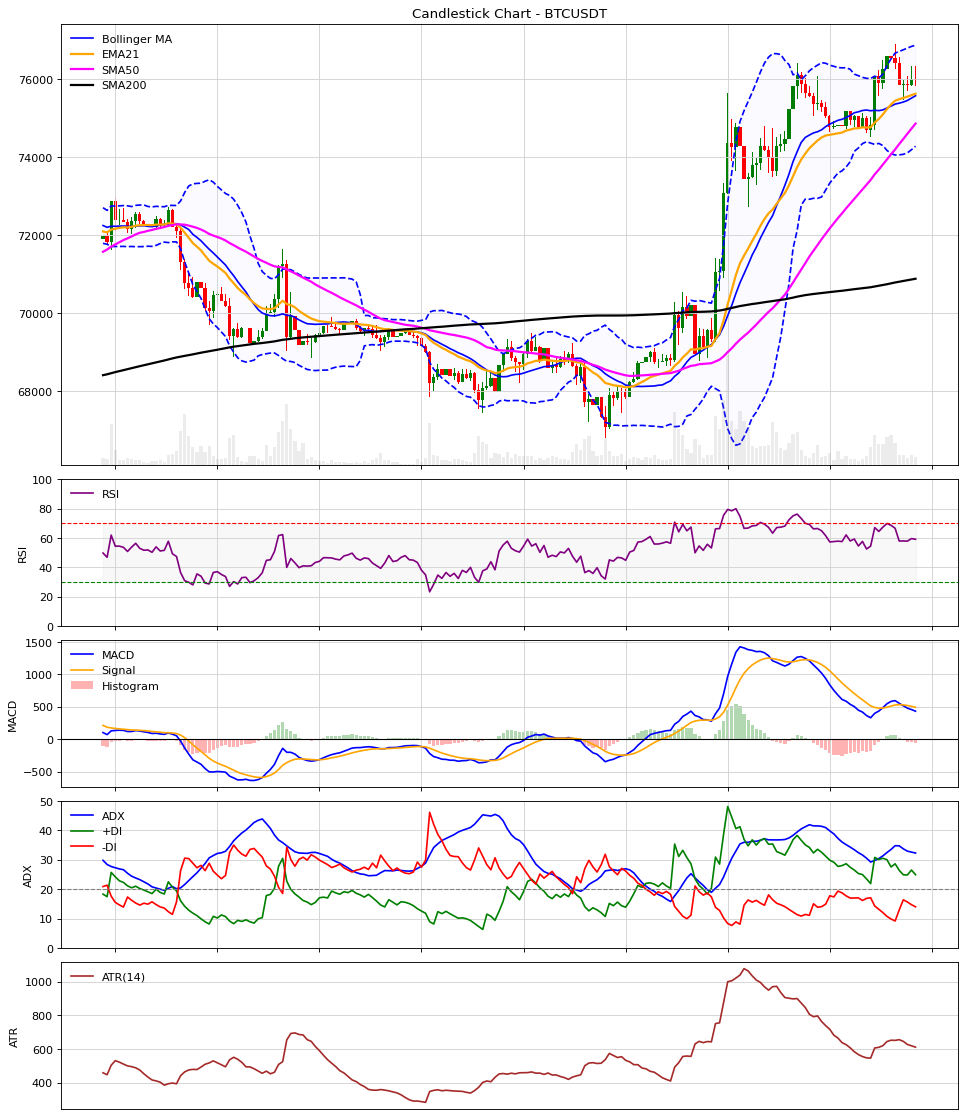 Candlestick Chart - BTCUSDT
Bollinger MA
EMA21
SMA50
SMA200
76000
74000
72000
70000
68000
100
80
60
40
20
0
RSI
RSI
1500
1000
500
0
−500
MACD
MACD
Signal
Histogram
50
40
30
20
10
0
ADX
ADX
+DI
-DI
1000
800
600
400
ATR
ATR(14)